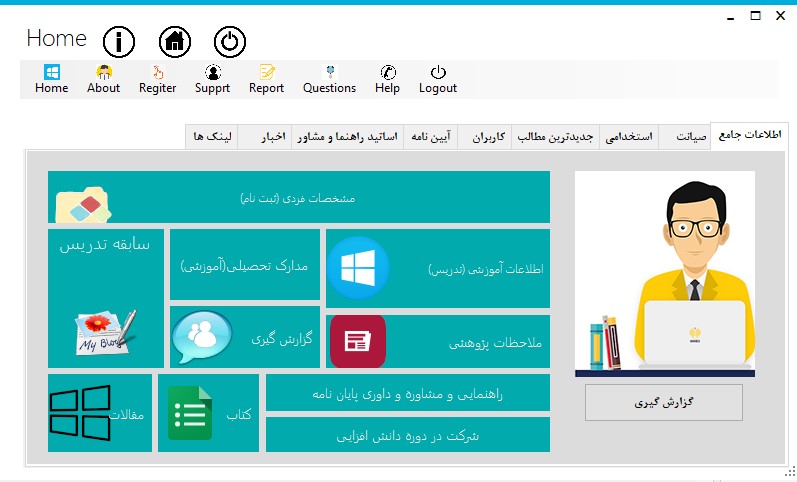 Home
Home
About
Regiter
Supprt
Report
Questions
Help
Logout
اطلاعات جامع
صیانت
استخدامی
جدیدترین مطالب
کاربران
آیین نامه
اساتید راهنما و مشاور
اخبار
لینک ها
مشخصات فردی (ثبت نام)
سابقه تدریس
مدارک تحصیلی(آموزشی)
اطلاعات آموزشی (تدریس)
My Blog
گزارش گیری
ملاحظات پژوهشی
مقالات
کتاب
راهنمایی و مشاوره و داوری پایان نامه
شرکت در دوره دانش افزایی
گزارش گیری